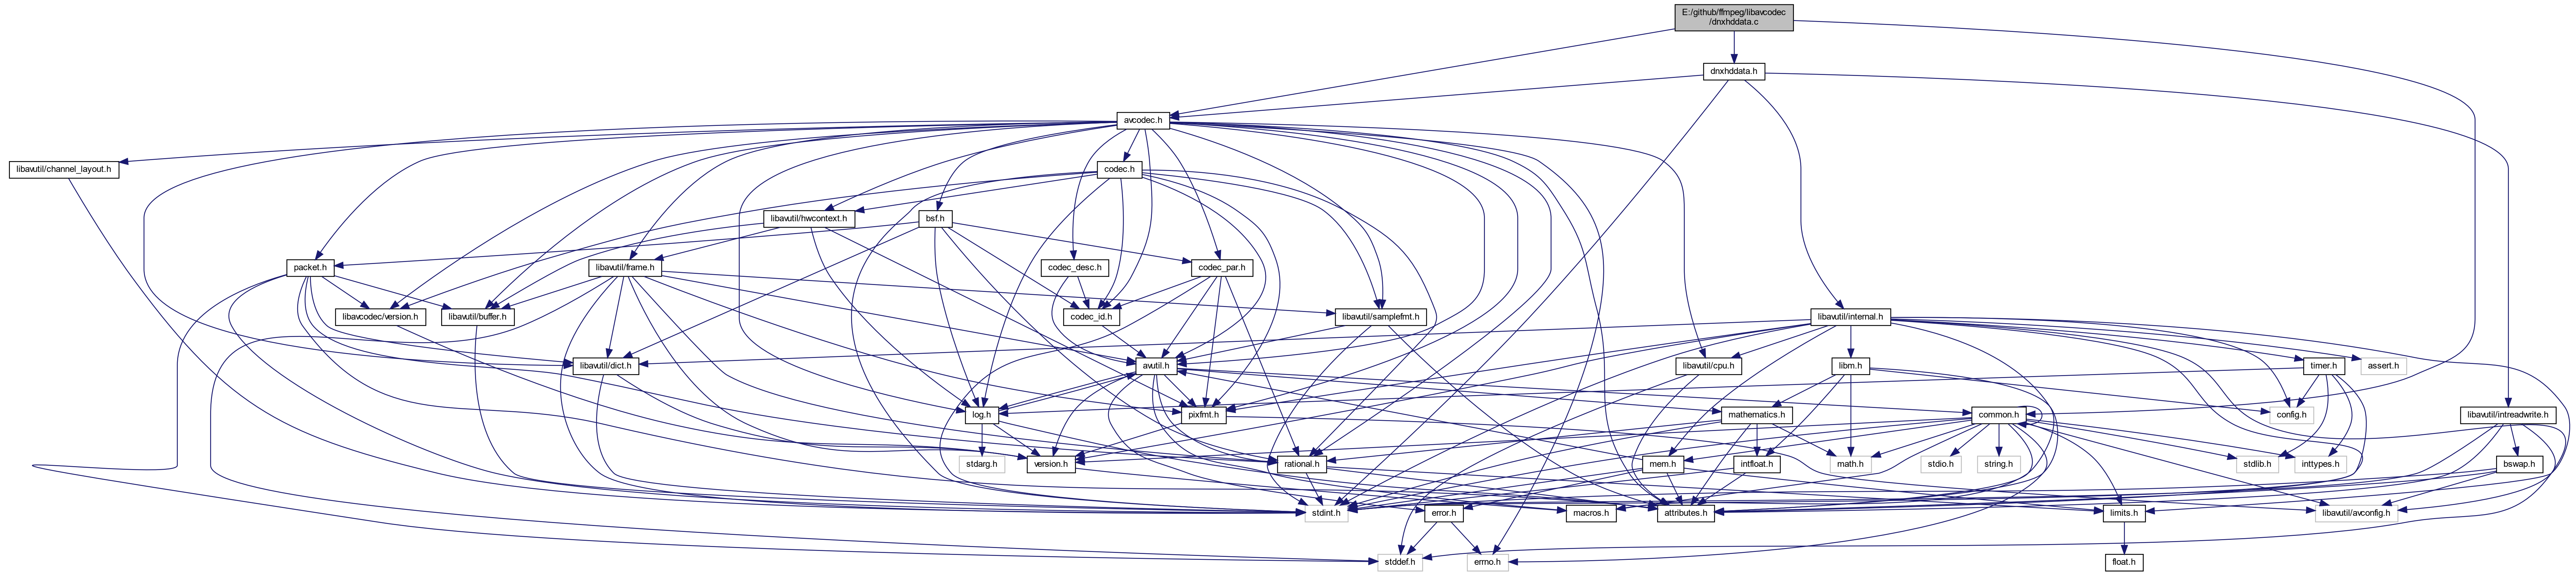 E:/github/ffmpeg/libavcodec
/dnxhddata.c
dnxhddata.h
avcodec.h
libavutil/channel_layout.h
codec.h
libavutil/hwcontext.h
bsf.h
packet.h
libavutil/frame.h
codec_desc.h
codec_par.h
libavcodec/version.h
libavutil/buffer.h
codec_id.h
libavutil/samplefmt.h
libavutil/internal.h
libavutil/dict.h
avutil.h
libavutil/cpu.h
libm.h
timer.h
assert.h
log.h
pixfmt.h
mathematics.h
common.h
config.h
libavutil/intreadwrite.h
stdarg.h
version.h
rational.h
mem.h
intfloat.h
math.h
stdio.h
string.h
stdlib.h
inttypes.h
bswap.h
stdint.h
error.h
macros.h
attributes.h
limits.h
libavutil/avconfig.h
stddef.h
errno.h
float.h